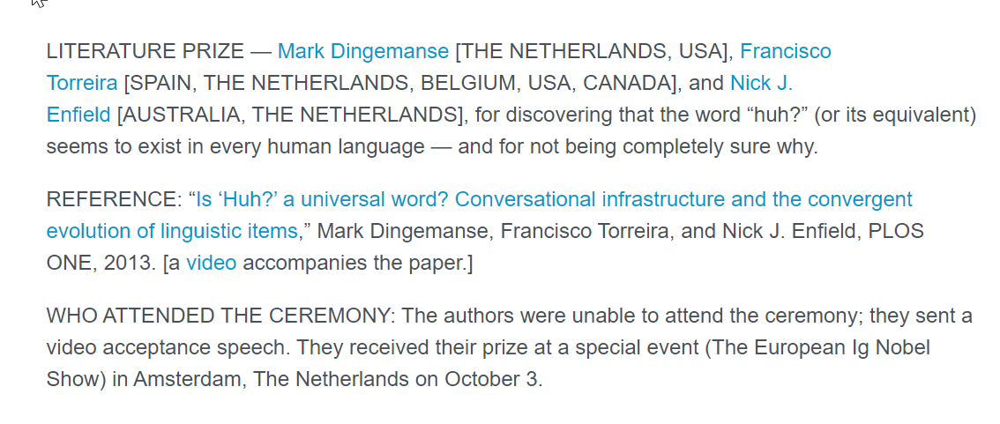 LITERATURE PRIZE — Mark Dingemanse [THE NETHERLANDS, USA], Francisco
Torreira [SPAIN, THE NETHERLANDS, BELGIUM, USA, CANADA], and Nick J.
Enfield [AUSTRALIA, THE NETHERLANDS], for discovering that the word “huh?” (or its equivalent)
seems to exist in every human language — and for not being completely sure why.
REFERENCE: “Is ‘Huh?’ a universal word? Conversational infrastructure and the convergent
evolution of linguistic items,” Mark Dingemanse, Francisco Torreira, and Nick J. Enfield, PLOS
ONE, 2013. [a video accompanies the paper.]
WHO ATTENDED THE CEREMONY: The authors were unable to attend the ceremony; they sent a
video acceptance speech. They received their prize at a special event (The European Ig Nobel
Show) in Amsterdam, The Netherlands on October 3.